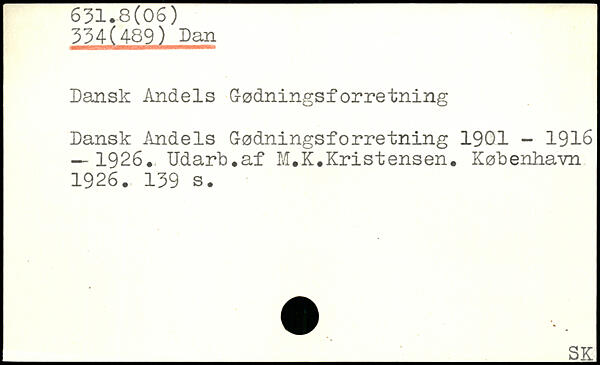 631.8(06)
334(489) Dan
Dansk Andels Gødningsforretning
Dansk Andels Gødningsforretning 1901 - 1916
- 1926. Udarb.af M.K.Kristensen. København
1926. 139 s.
SK